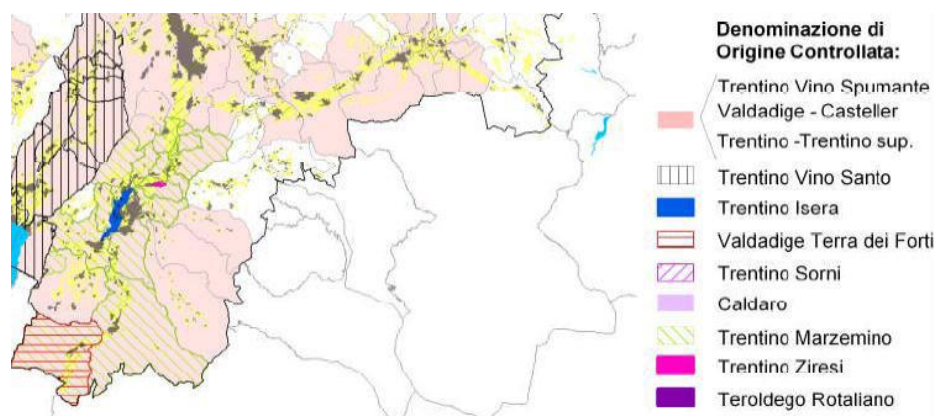 Denominazione di
Origine Controllata:
Trentino Vino Spumante
Valdadige - Casteller
Trentino -Trentino sup.
Trentino Vino Santo
Trentino Isera
Valdadige Terra dei Forti
Trentino Sorni
Caldaro
Trentino Marzemino
Trentino Ziresi
Teroldego Rotaliano